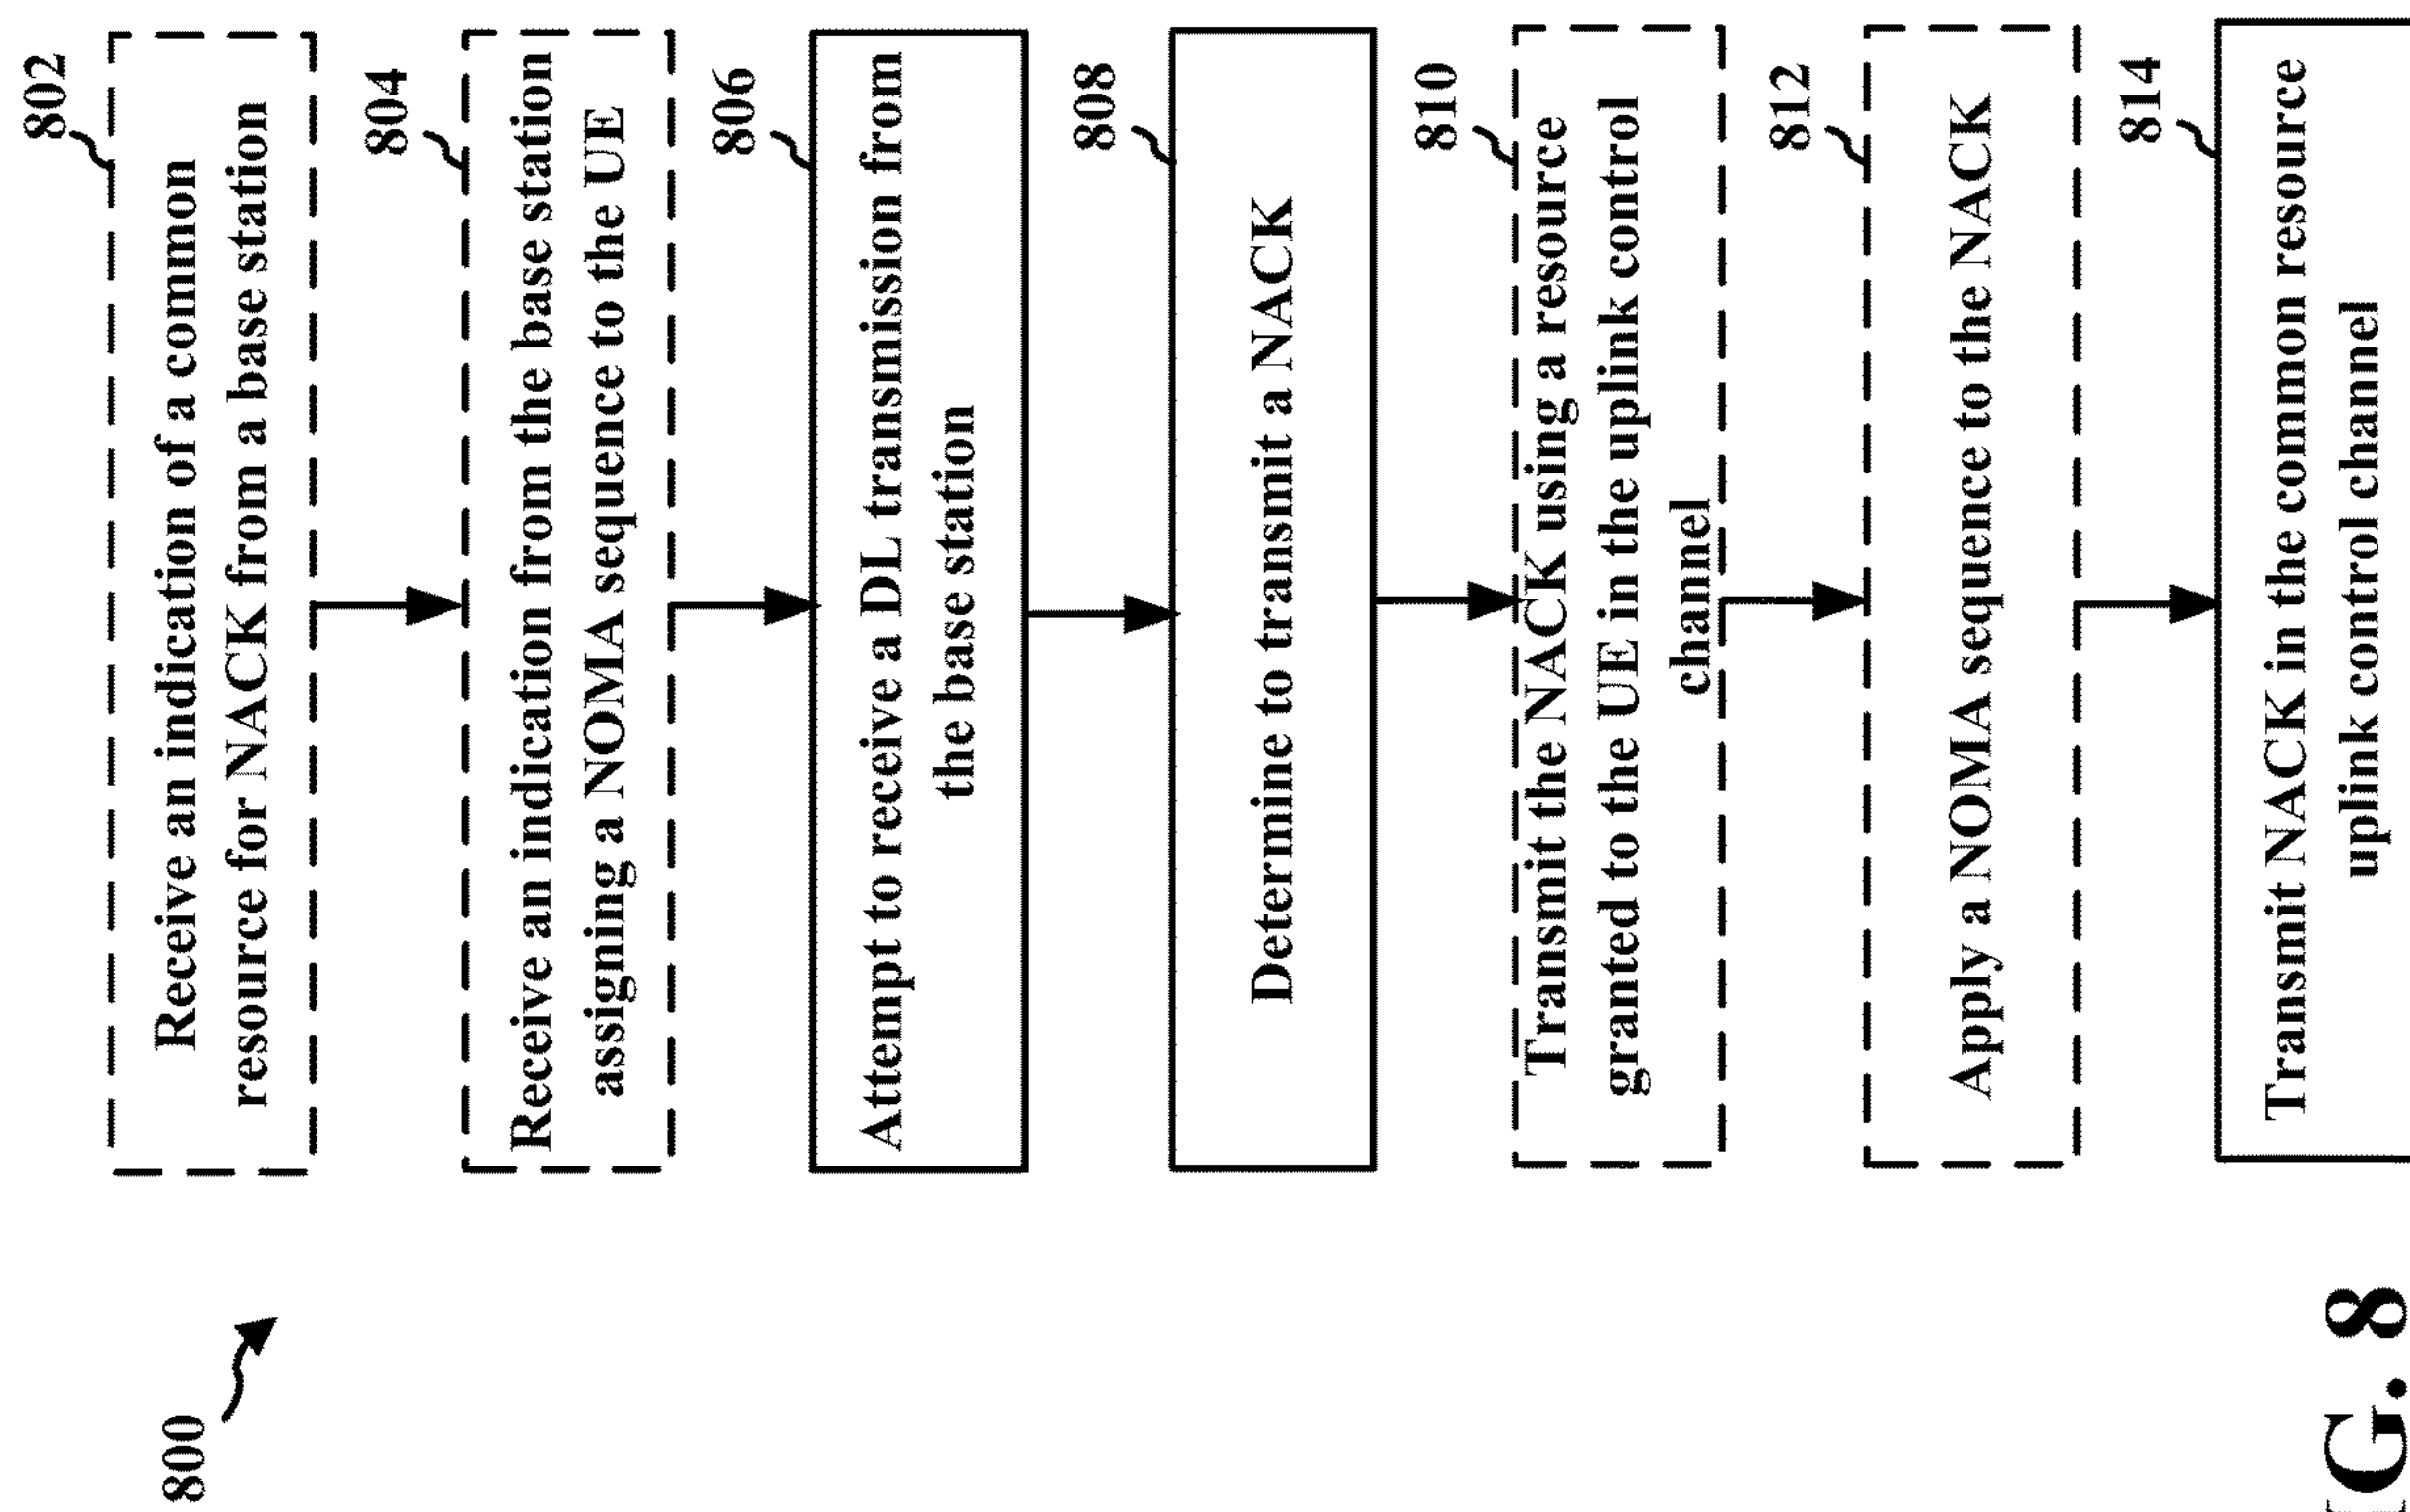 800
802
Receive an indication of a common
resource for NACK from a base station
804
Receive an indication from the base station
assigning a NOMA sequence to the UE
806
Attempt to receive a DL transmission from
the base station
808
Determine to transmit a NACK
810
Transmit the NACK using a resource
granted to the UE in the uplink control
channel
812
Apply a NOMA sequence to the NACK
814
Transmit NACK in the common resource
uplink control channel
IG. 8